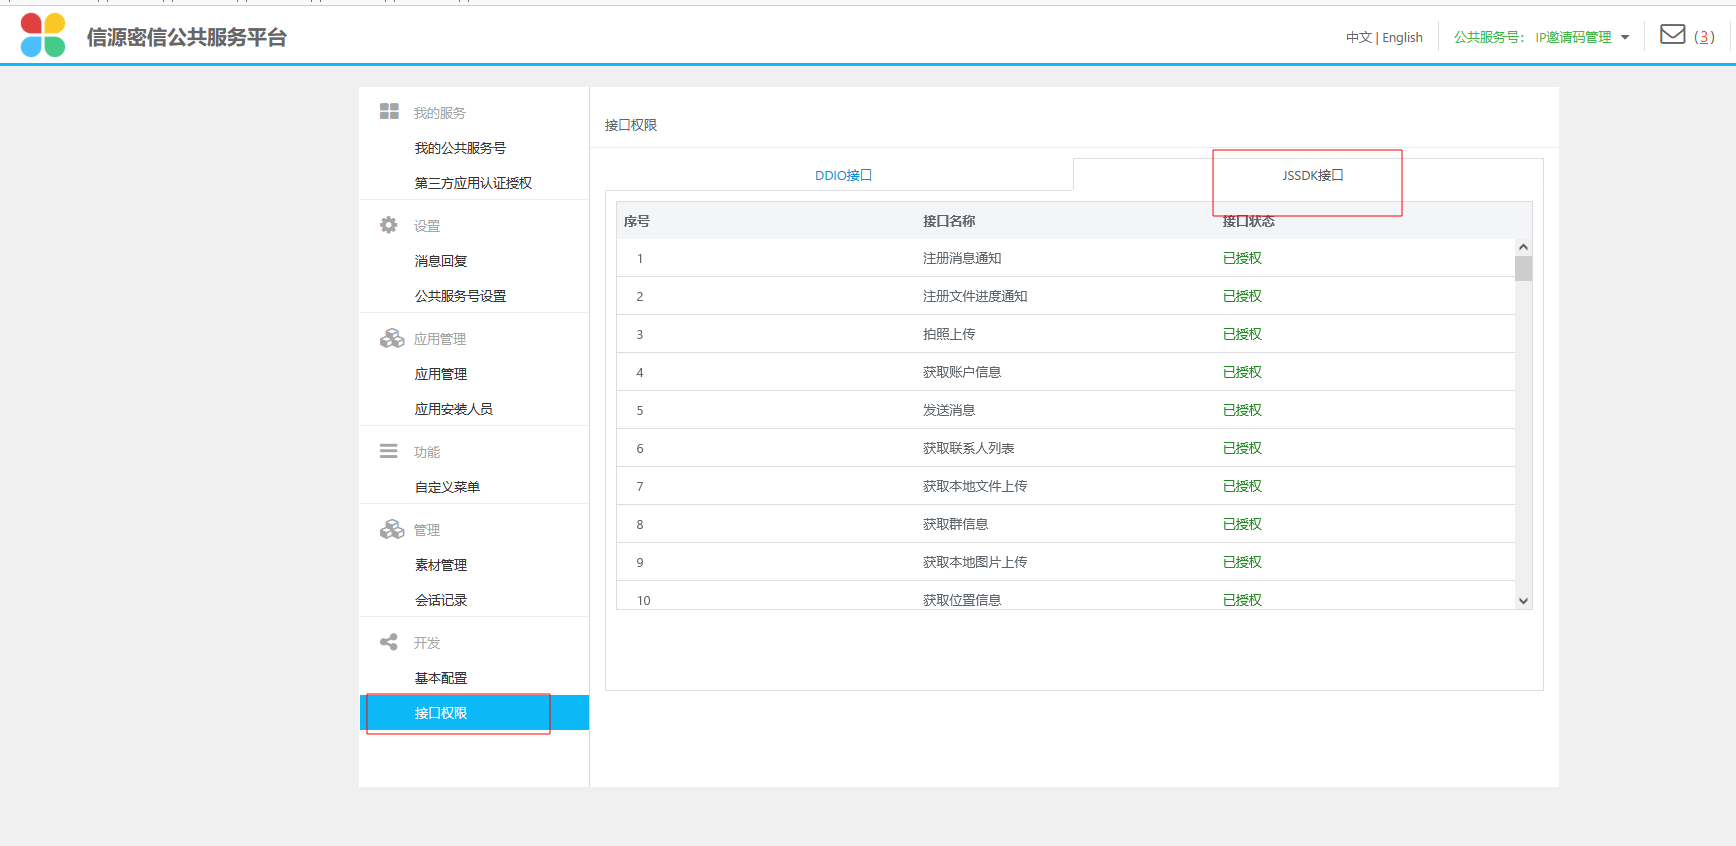 信源密信公共服务平台
中文 | English
公共服务号： IP邀请码管理
(3)
我的服务
我的公共服务号
第三方应用认证授权
设置
消息回复
公共服务号设置
应用管理
应用管理
应用安装人员
功能
自定义菜单
管理
素材管理
会话记录
开发
基本配置
接口权限
接口权限
DDIO接口 JSSDK接口
序号 接口名称 接口状态
1 注册消息通知 已授权
2 注册文件进度通知 已授权
3 拍照上传 已授权
4 获取账户信息 已授权
5 发送消息 已授权
6 获取联系人列表 已授权
7 获取本地文件上传 已授权
8 获取群信息 已授权
9 获取本地图片上传 已授权
10 获取位置信息 已授权